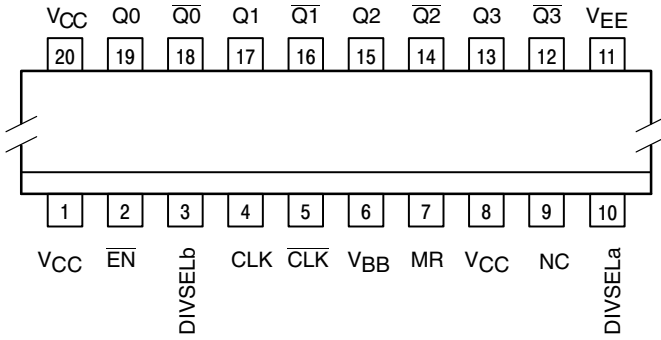 VCC Q0 Q0 Q1 Q1 Q2 Q2 Q3 Q3 VEE
20 19 18 17 16 15 14 13 12 11
1 2 3 4 5 6 7 8 9 10
VCC EN DIVSELb CLK CLK VBB MR VCC NC DIVSELa